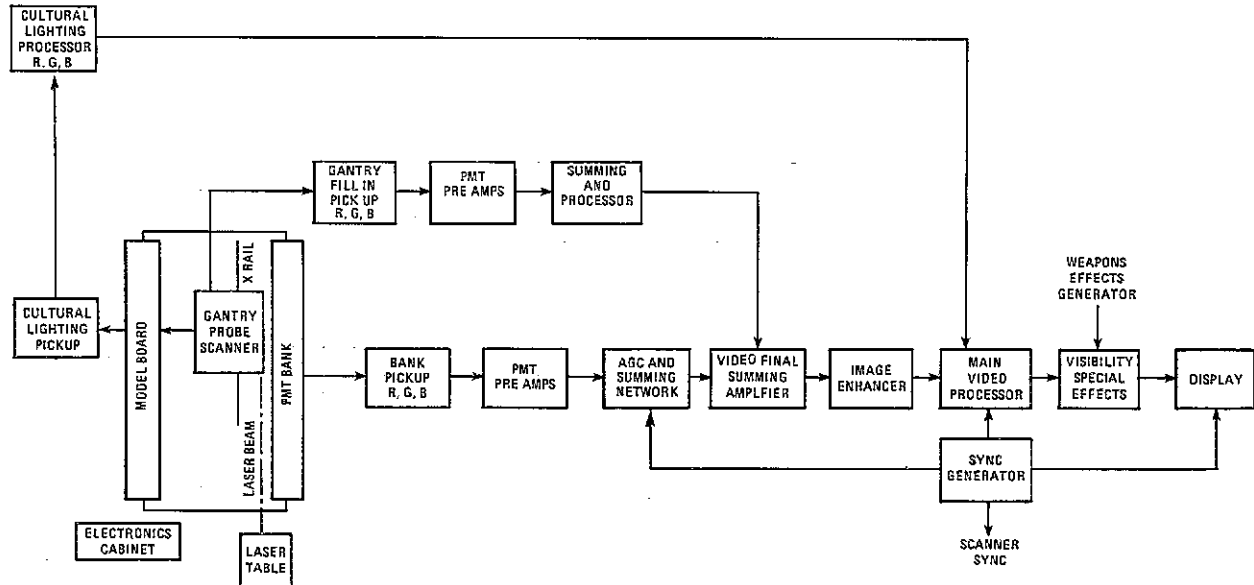 CULTURAL
LIGHTING
PROCESSOR
R, G, B
GANTRY
FILL IN
PICK UP
R, G, B
PMT
PRE AMPS
SUMMING
AND
PROCESSOR
CULTURAL
LIGHTING
PICKUP
MODEL BOARD
GANTRY
PROBE
SCANNER
X RAIL
LASER BEAM
PMT BANK
BANK
PICKUP
R, G, B
PMT
PRE AMPS
AGC AND
SUMMING
NETWORK
VIDEO FINAL
SUMMING
AMPLFIER
IMAGE
ENHANCER
MAIN
VIDEO
PROCESSOR
WEAPONS
EFFECTS
GENERATOR
VISIBILITY
SPECIAL
EFFECTS
DISPLAY
SYNC
GENERATOR
SCANNER
SYNC
ELECTRONICS
CABINET
LASER
TABLE